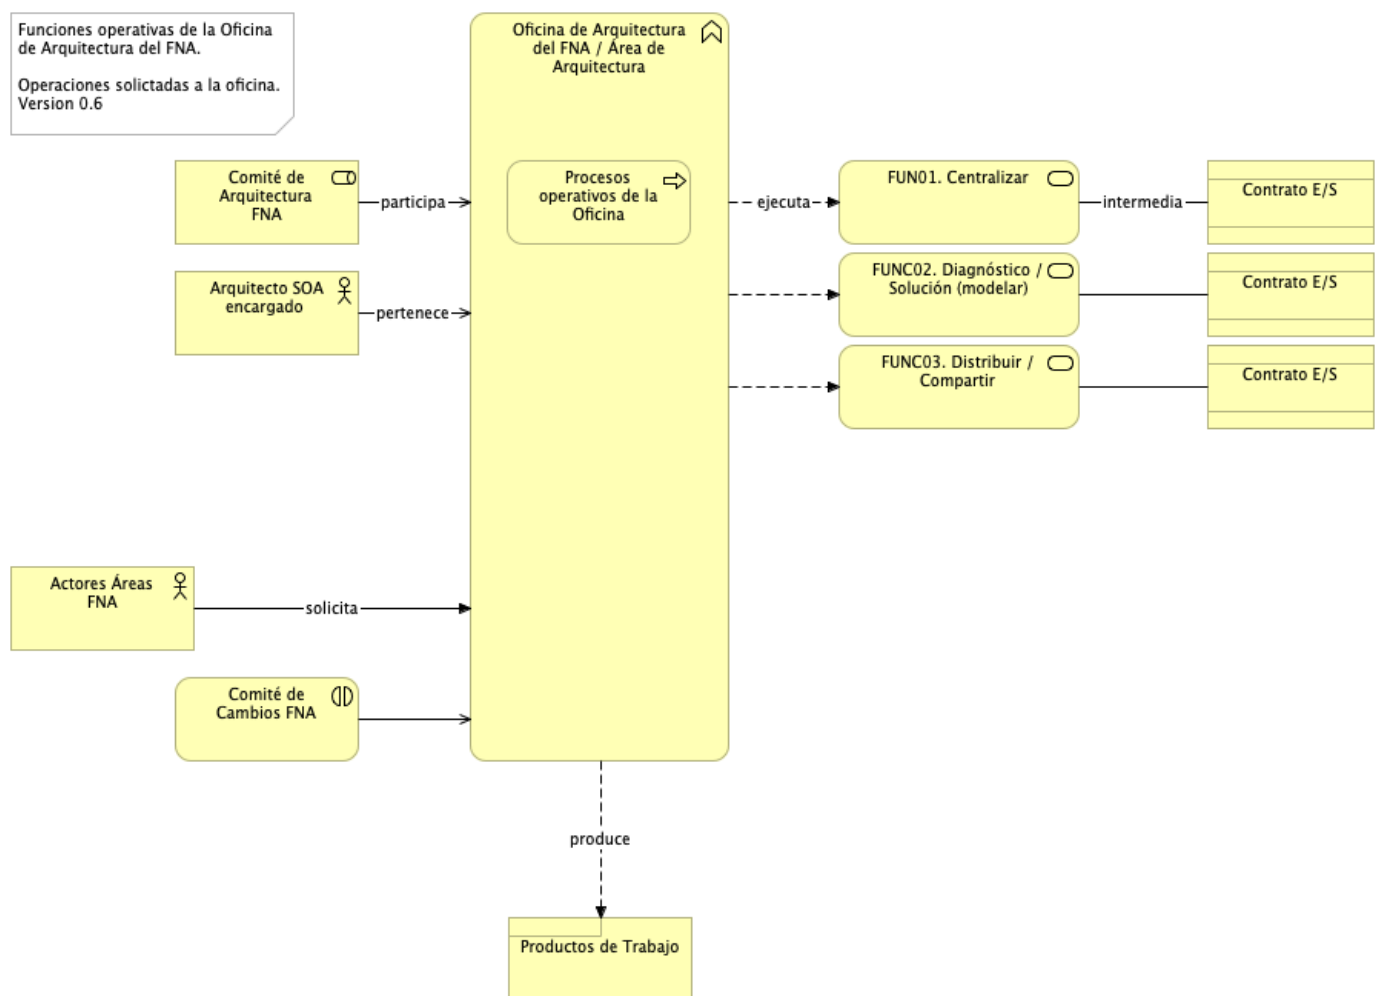 Funciones operativas de la Oficina
de Arquitectura del FNA.
Operaciones solictadas a la oficina.
Version 0.6
Oficina de Arquitectura
del FNA / Área de
Arquitectura
Comité de
Arquitectura
FNA
participa
Procesos
operativos de la
Oficina
ejecuta
FUN01. Centralizar
intermedia
Contrato E/S
Arquitecto SOA
encargado
pertenece
FUNC02. Diagnóstico /
Solución (modelar)
Contrato E/S
FUNC03. Distribuir /
Compartir
Contrato E/S
Actores Áreas
FNA
solicita
Comité de
Cambios FNA
produce
Productos de Trabajo